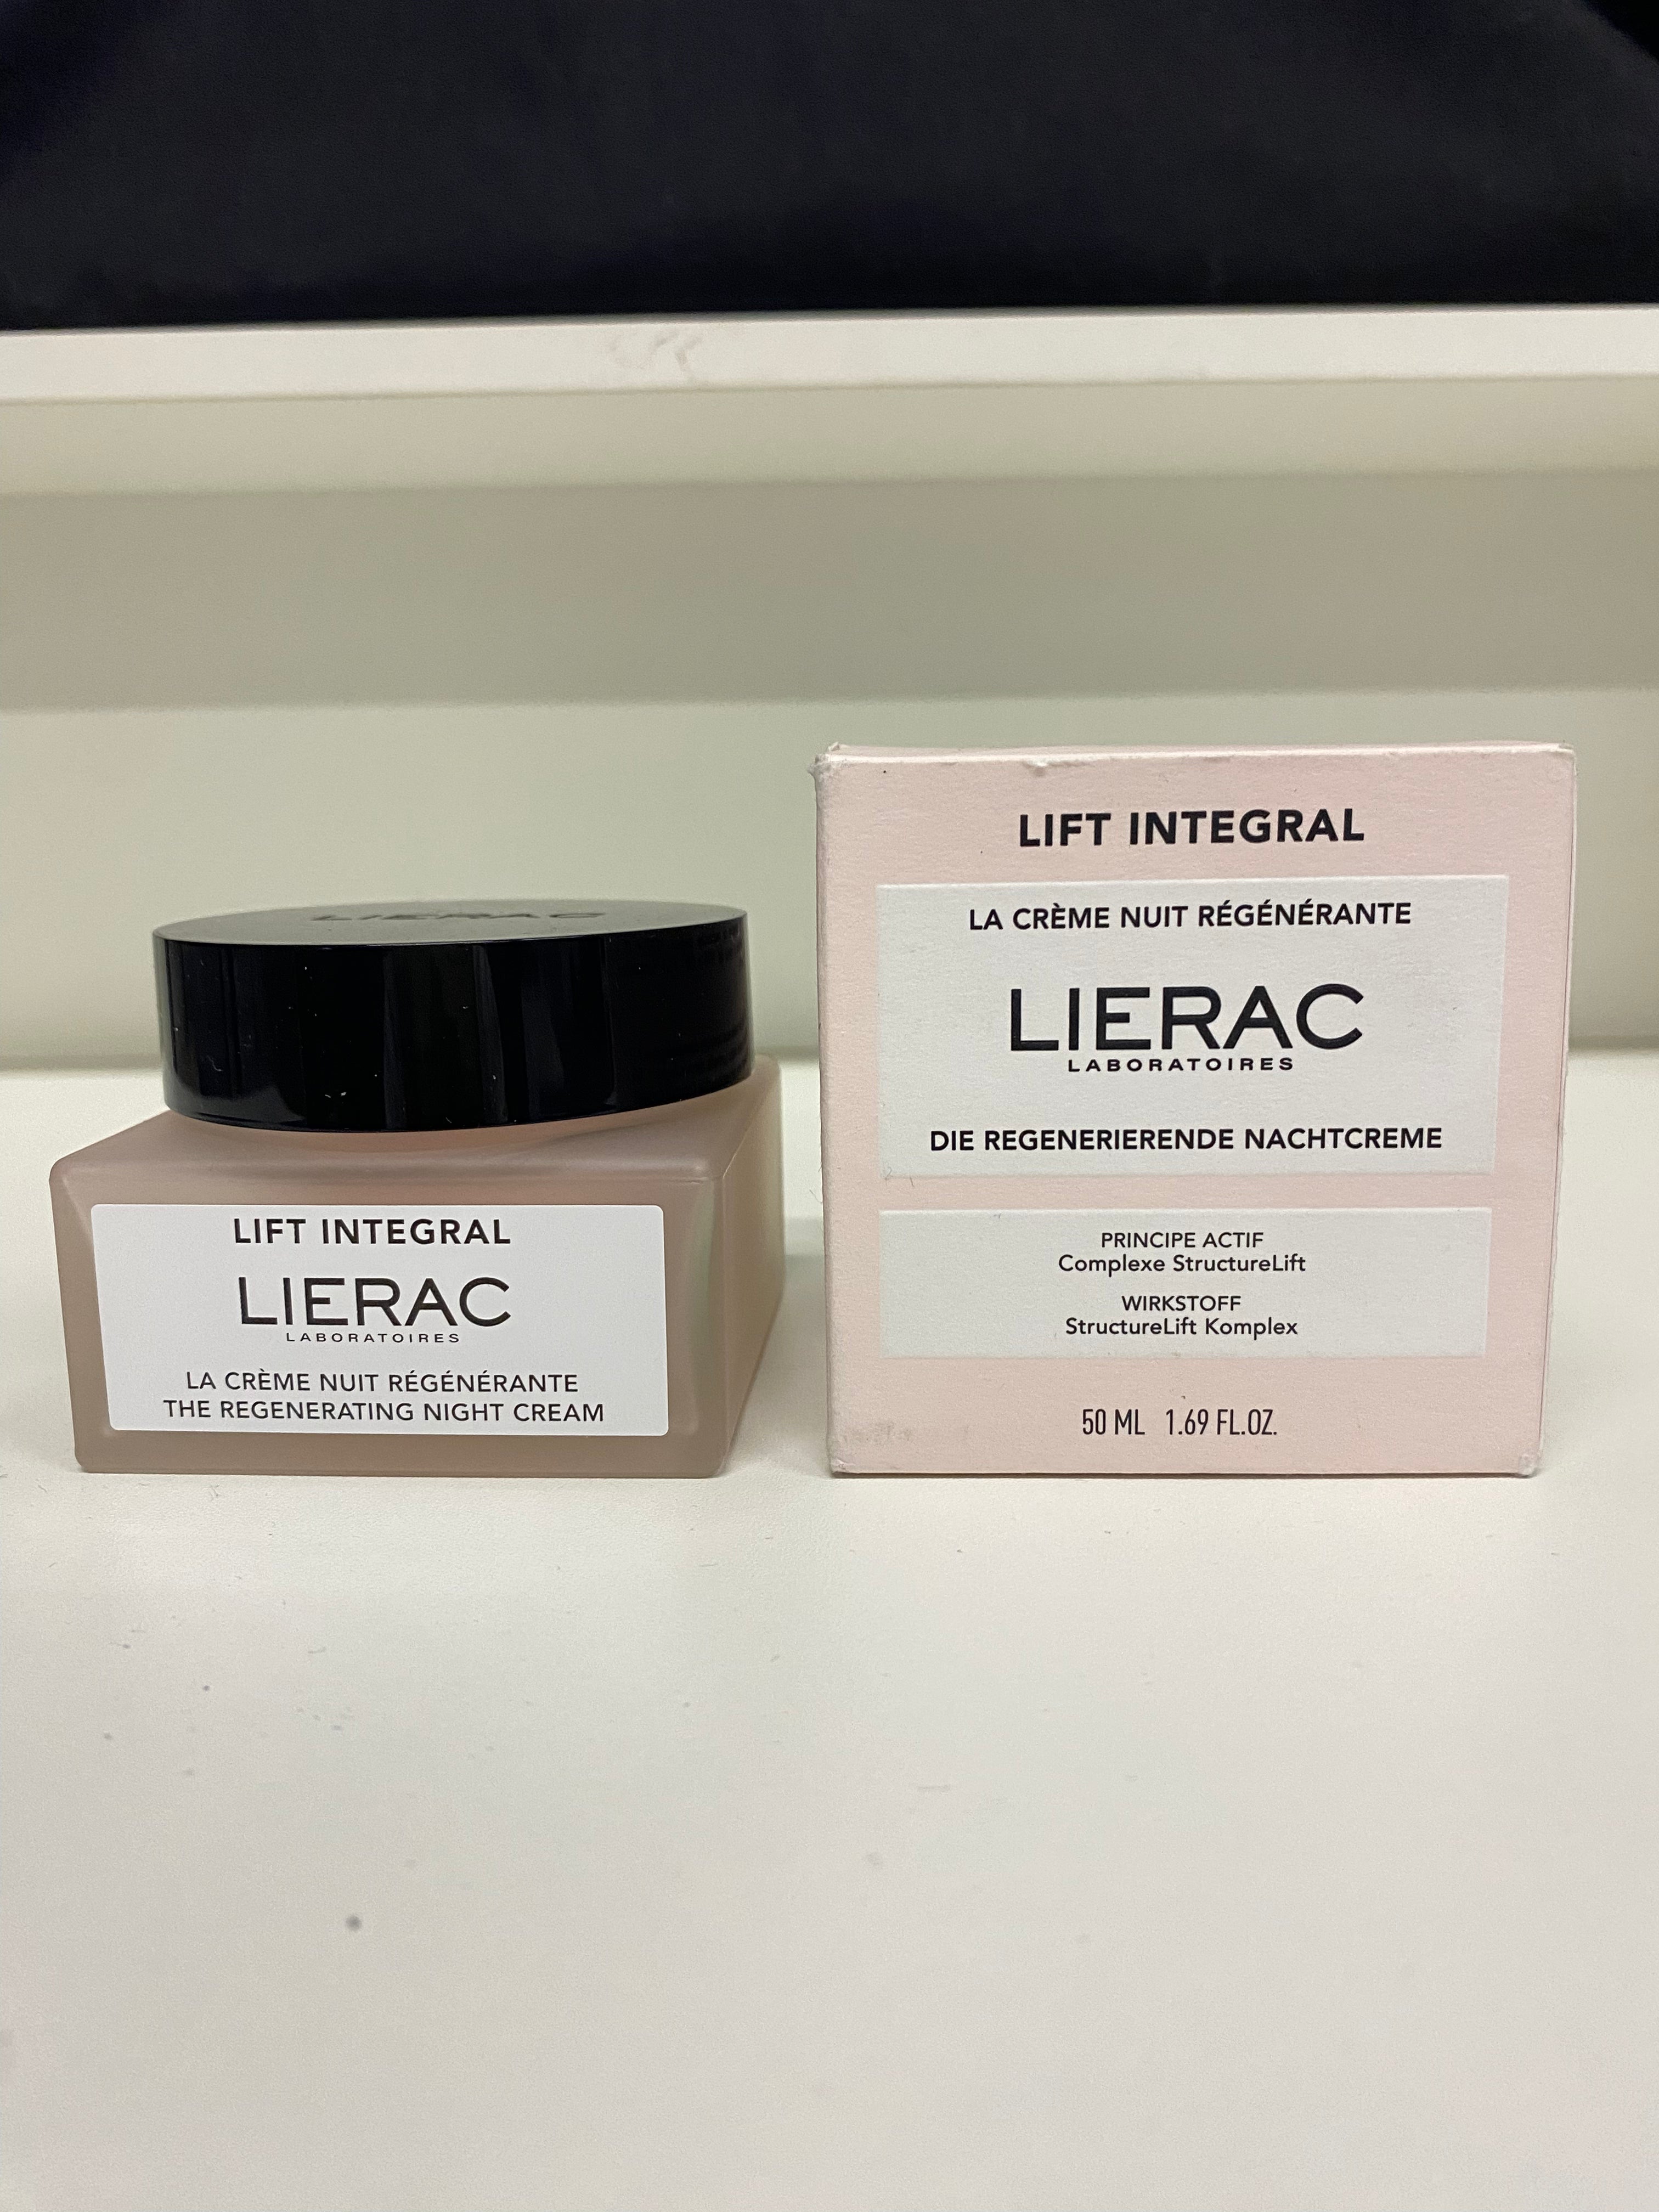 LIERAC
LIFT INTEGRAL
LIERAC
LABORATOIRES
LA CRÈME NUIT RÉGÉNÉRANTE
THE REGENERATING NIGHT CREAM
LIFT INTEGRAL
LA CRÈME NUIT RÉGÉNÉRANTE
LIERAC
LABORATOIRES
DIE REGENERIERENDE NACHTCREME
PRINCIPE ACTIF
Complexe StructureLift
WIRKSTOFF
StructureLift Komplex
50 ML 1.69 FL.OZ.